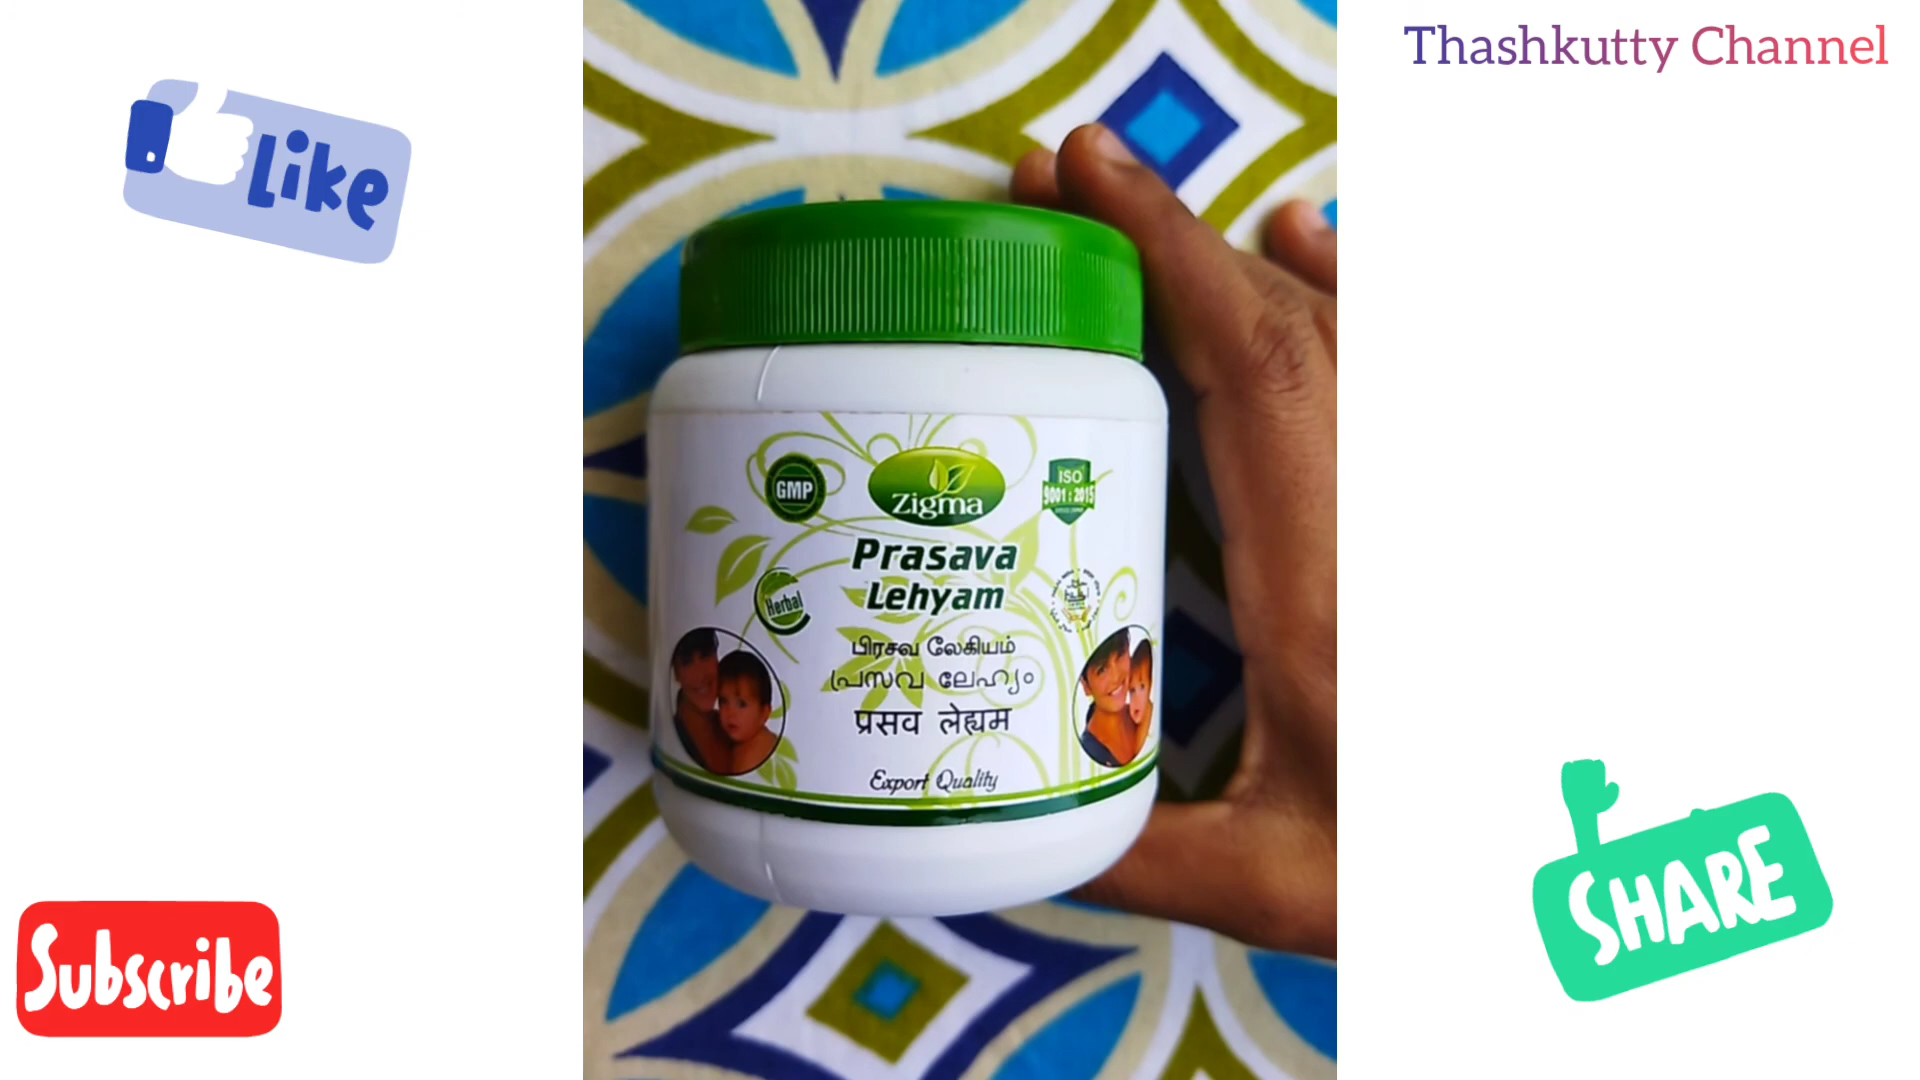 Thashkutty Channel
Like
GMP
Zigma
ISO
9001 : 2015
Prasava
Lehyam
Herbal
பிரசவ லேகியம்
പ്രസവ ലേഹ്യം
प्रसव लेह्यम
Export Quality
SHARE
Subscribe